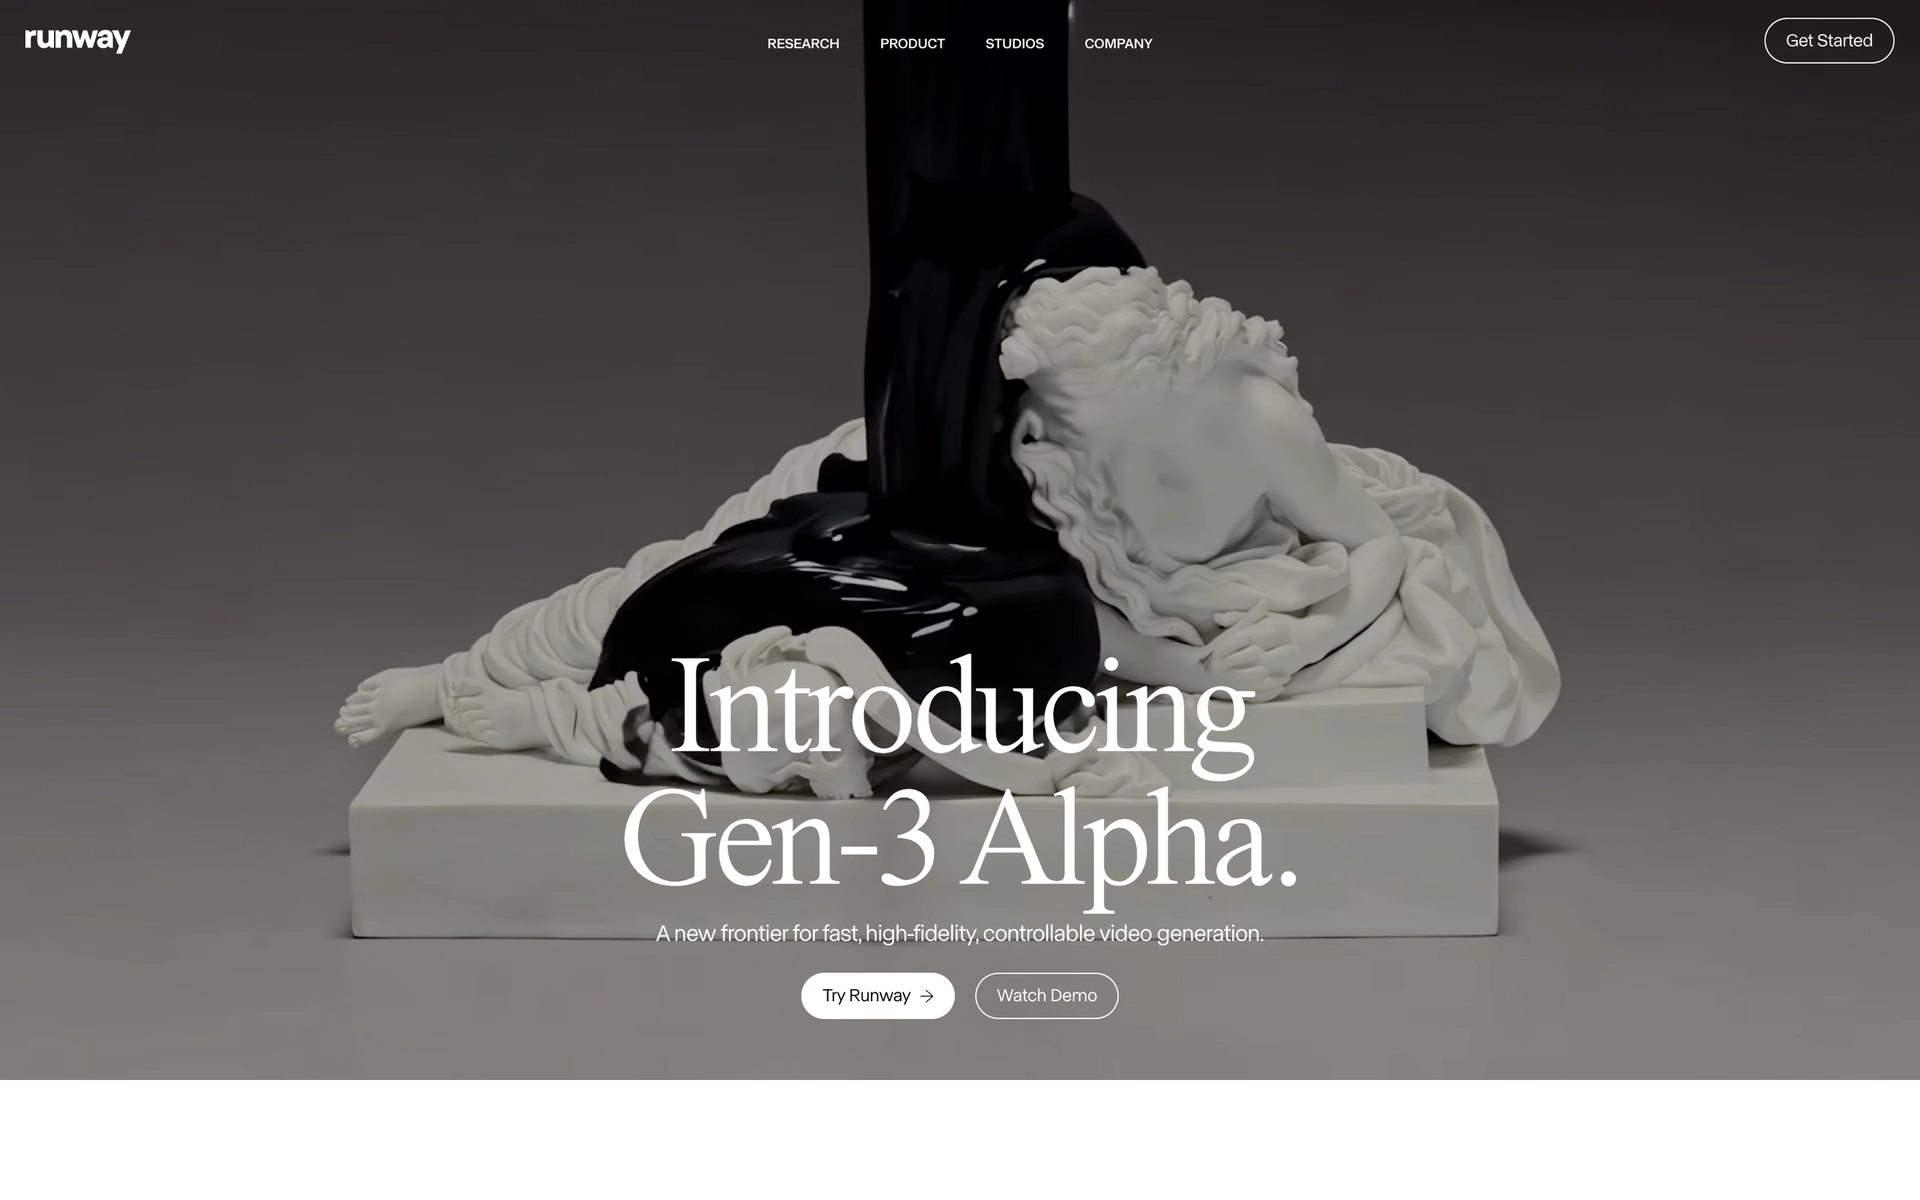 runway
RESEARCH
PRODUCT
STUDIOS
COMPANY
Get Started
Introducing
Gen-3 Alpha.
A new frontier for fast, high-fidelity, controllable video generation.
Try Runway →
Watch Demo